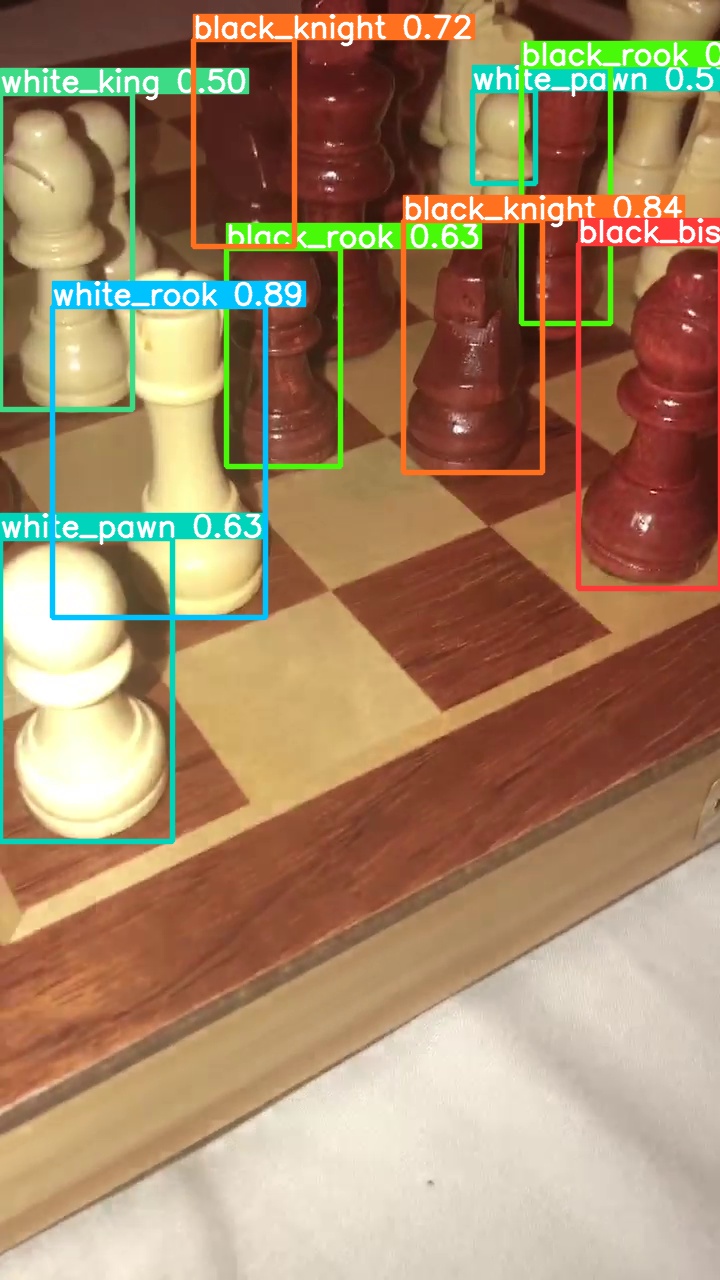 black_knight 0.72
black_rook 0
white_king 0.50
white_pawn 0.5
black_knight 0.84
black_rook 0.63
black_bis
white_rook 0.89
white_pawn 0.63